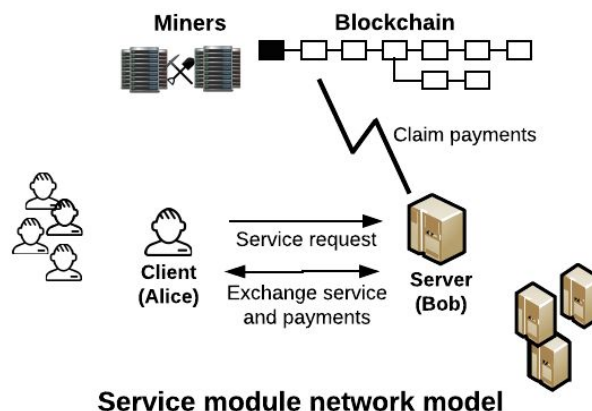 Miners
Blockchain
Claim payments
Service request
Client
(Alice)
Exchange service
and payments
Server
(Bob)
Service module network model